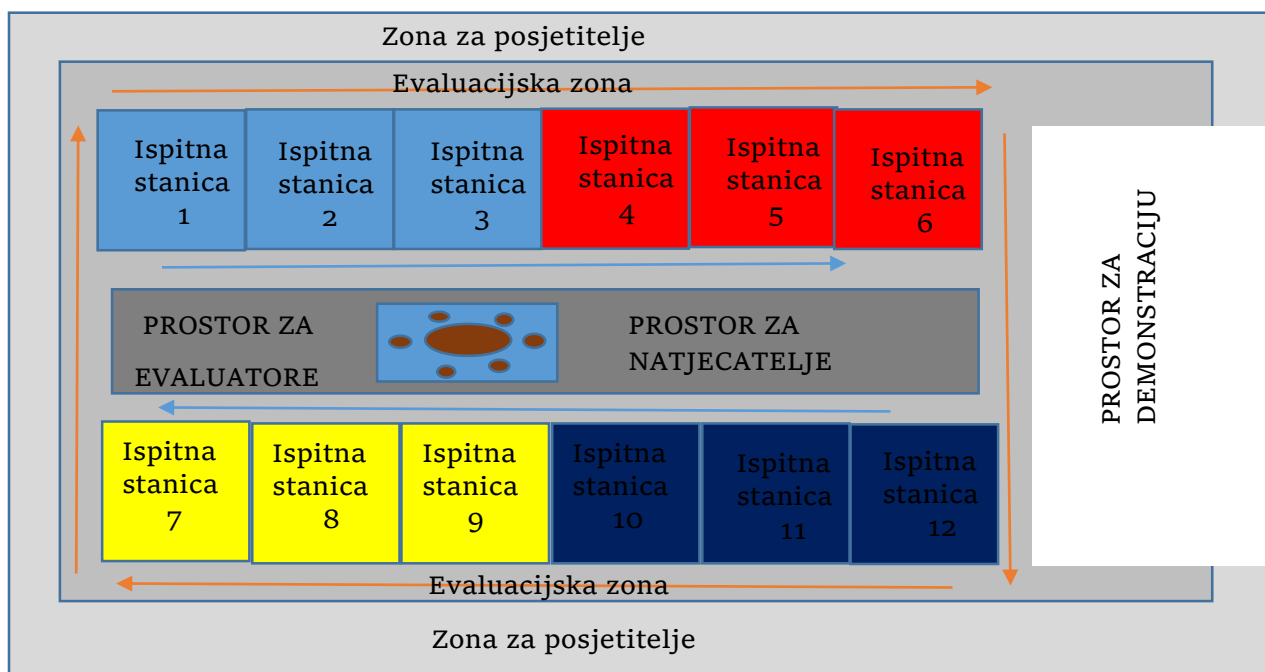 Zona za posjetitelje
Evaluacijska zona
Ispitna
stanica
1
Ispitna
stanica
2
Ispitna
stanica
3
Ispitna
stanica
4
Ispitna
stanica
5
Ispitna
stanica
6
PROSTOR ZA
EVALUATORE
PROSTOR ZA
NATJECATELJE
PROSTOR ZA
DEMONSTRACIJU
Ispitna
stanica
7
Ispitna
stanica
8
Ispitna
stanica
9
Ispitna
stanica
10
Ispitna
stanica
11
Ispitna
stanica
12
Evaluacijska zona
Zona za posjetitelje